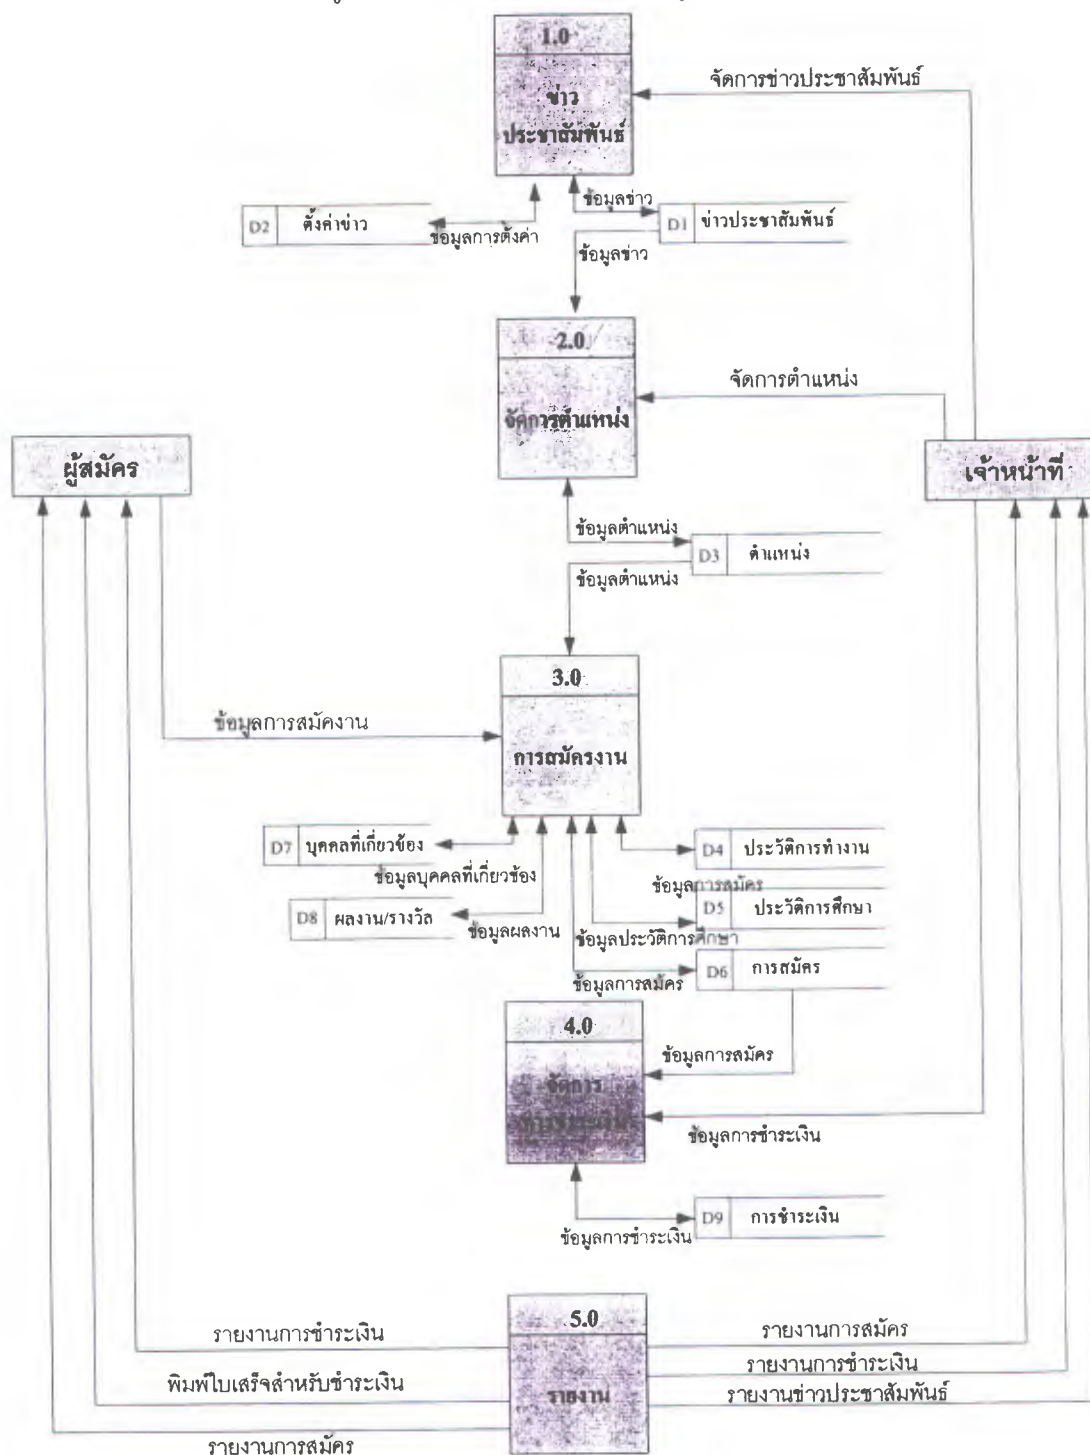 1.0
ข่าว
ประชาสัมพันธ์
จัดการข่าวประชาสัมพันธ์
ข้อมูลข่าว
D2 ตั้งค่าข่าว
ข้อมูลการตั้งค่า
D1 ข่าวประชาสัมพันธ์
ข้อมูลข่าว
2.0
จัดการตำแหน่ง
จัดการตำแหน่ง
ผู้สมัคร
เจ้าหน้าที่
ข้อมูลตำแหน่ง
D3 ตำแหน่ง
ข้อมูลตำแหน่ง
3.0
การสมัครงาน
ข้อมูลการสมัคงาน
D7 บุคคลที่เกี่ยวข้อง
D4 ประวัติการทำงาน
ข้อมูลบุคคลที่เกี่ยวข้อง
ข้อมูลการสมัคร
D8 ผลงาน/รางวัล
D5 ประวัติการศึกษา
ข้อมูลผลงาน
ข้อมูลประวัติการศึกษา
D6 การสมัคร
ข้อมูลการสมัคร
4.0
จัดการ
ข้อมูลการสมัคร
ข้อมูลการชำระเงิน
D9 การชำระเงิน
ข้อมูลการชำระเงิน
5.0
รายงาน
รายงานการชำระเงิน
รายงานการสมัคร
พิมพ์ใบเสร็จสำหรับชำระเงิน
รายงานการชำระเงิน
รายงานข่าวประชาสัมพันธ์
รายงานการสมัคร